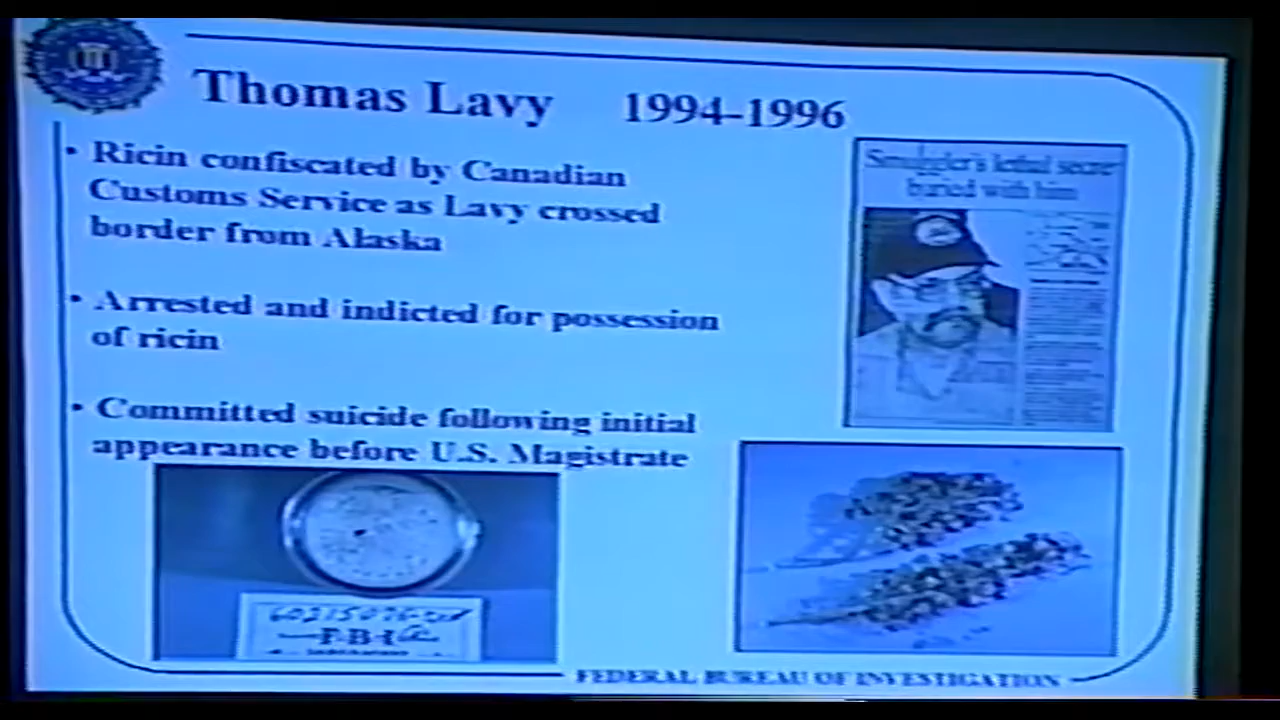 Thomas Lavy 1994-1996
• Ricin confiscated by Canadian
Customs Service as Lavy crossed
border from Alaska
• Arrested and indicted for possession
of ricin
• Committed suicide following initial
appearance before U.S. Magistrate
Smuggler's lethal secret
buried with him
FBI
FEDERAL BUREAU OF INVESTIGATION